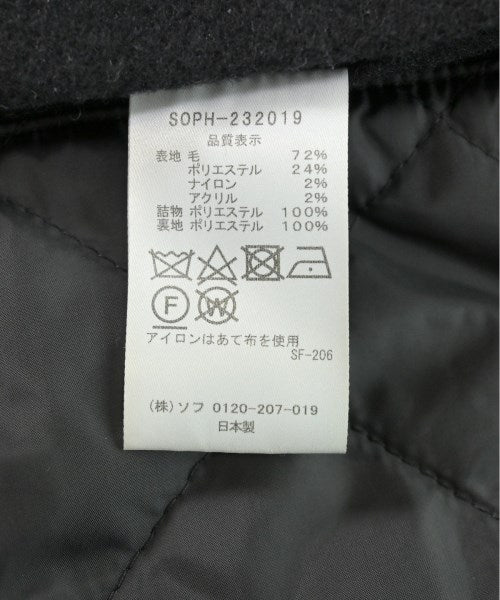 SOPH-232019
品質表示
表地 毛 72%
ポリエステル 24%
ナイロン 2%
アクリル 2%
詰物 ポリエステル 100%
裏地 ポリエステル 100%
F W
アイロンはあて布を使用
SF-206
(株)ソフ 0120-207-019
日本製